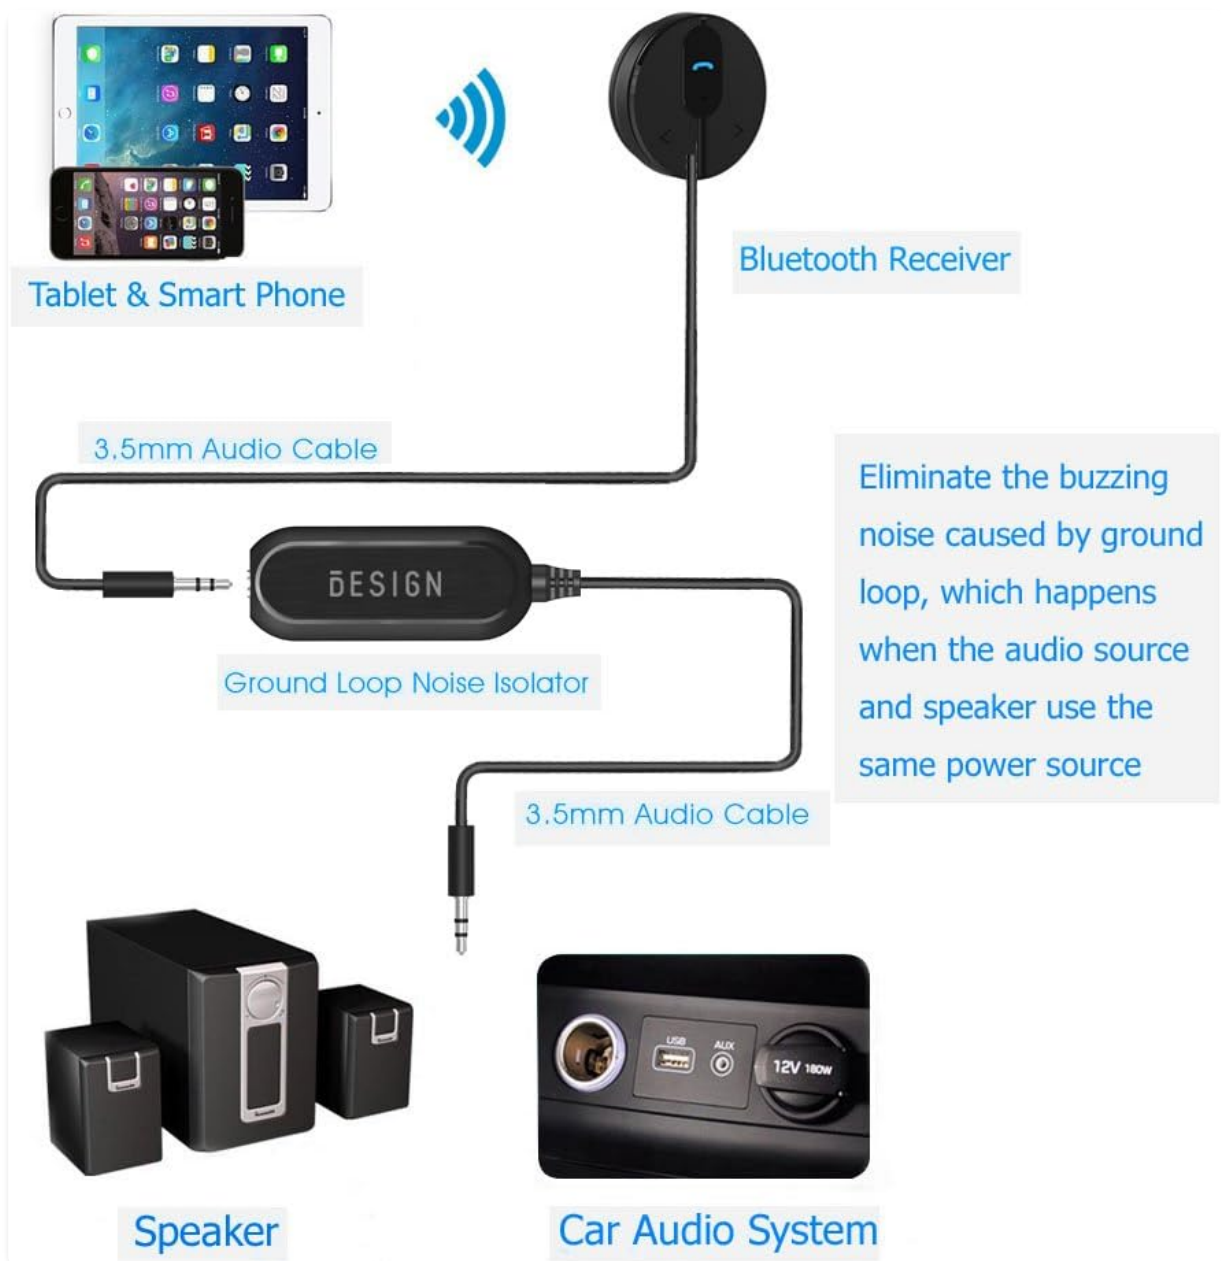 Tablet & Smart Phone
Bluetooth Receiver
3.5mm Audio Cable
Eliminate the buzzing
noise caused by ground
loop, which happens
when the audio source
and speaker use the
same power source
DESIGN
Ground Loop Noise Isolator
3.5mm Audio Cable
USB
AUX
12V 180W
Speaker
Car Audio System